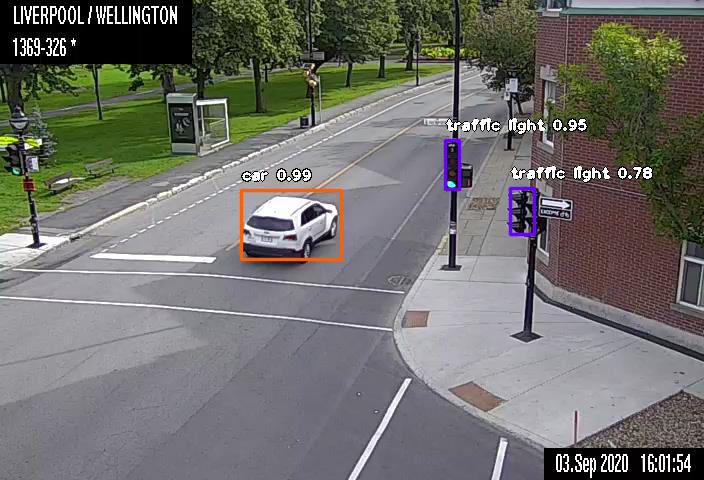 LIVERPOOL / WELLINGTON
1369-326 *
traffic light 0.95
car 0.99
traffic light 0.78
03.Sep 2020 16:01:54